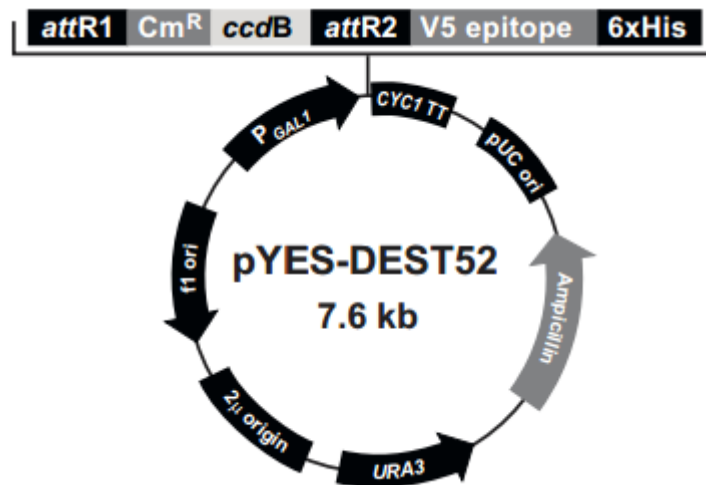 attR1 CmR ccdB attR2 V5 epitope 6xHis
PGAL1
CYC1 TT
pUC ori
Ampicillin
URA3
2μ origin
f1 ori
pYES-DEST52
7.6 kb